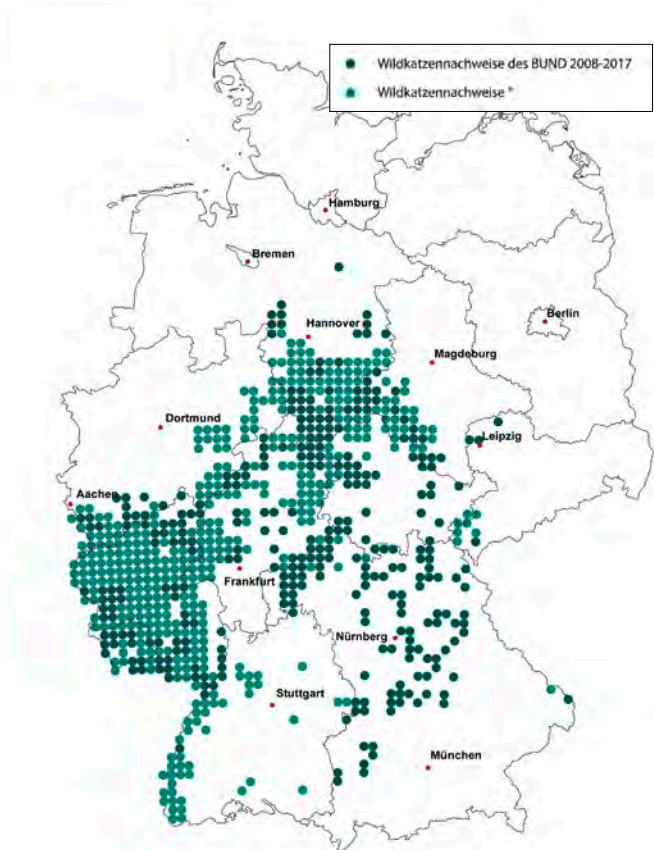 Wildkatzennachweise des BUND 2008-2017
Wildkatzennachweise *
Hamburg
Bremen
Berlin
Hannover
Magdeburg
Dortmund
Leipzig
Aachen
Frankfurt
Nürnberg
Stuttgart
München